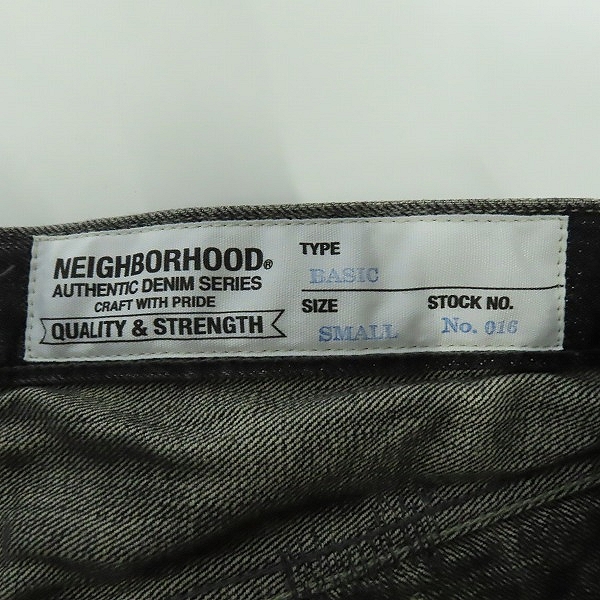 NEIGHBORHOOD®
AUTHENTIC DENIM SERIES
CRAFT WITH PRIDE
QUALITY & STRENGTH
TYPE
BASIC
SIZE
SMALL
STOCK NO.
No. 016